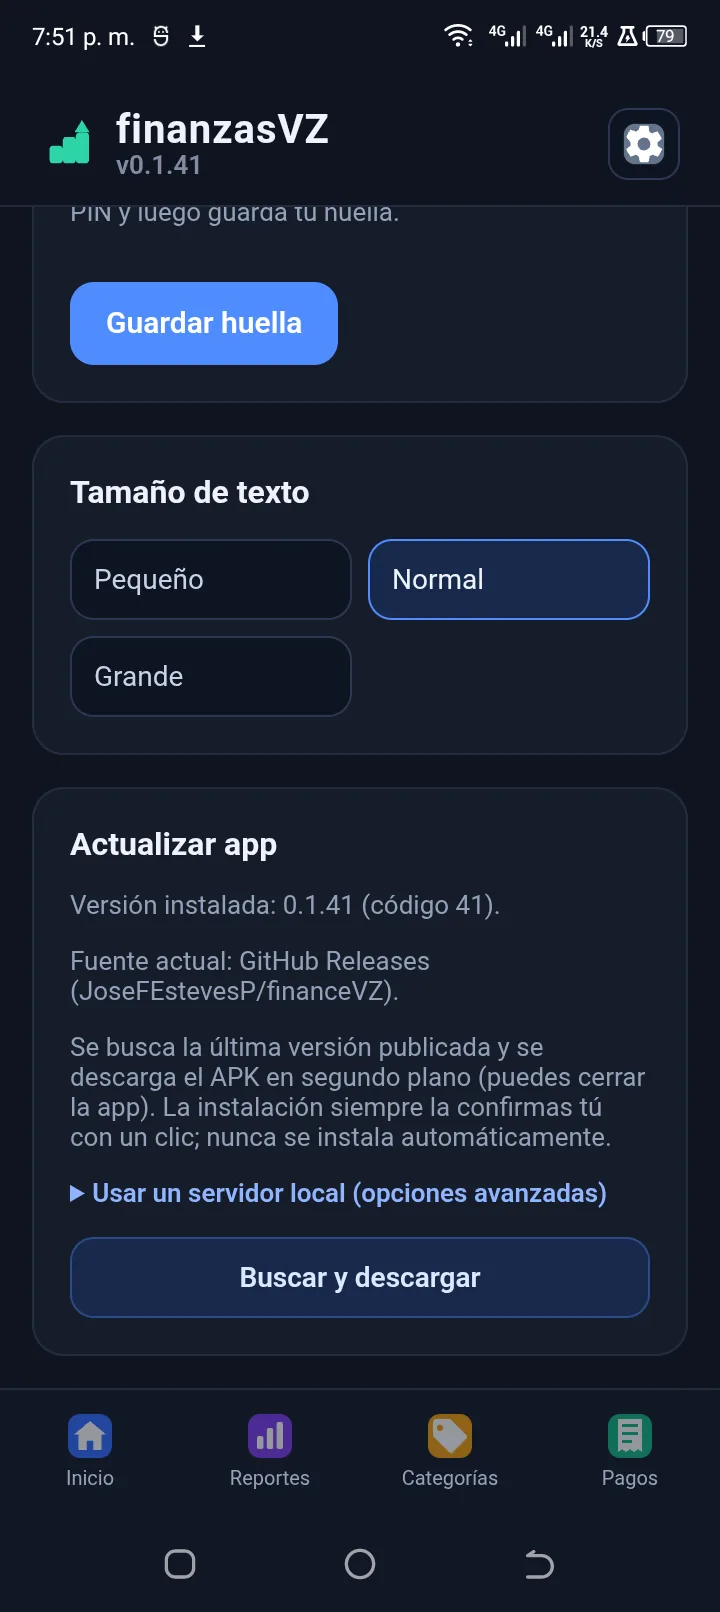 7:51 p. m.
4G
4G
21.4
K/S
79
finanzasVZ
v0.1.41
PIN y luego guarda tu huella.
Guardar huella
Tamaño de texto
Pequeño
Normal
Grande
Actualizar app
Versión instalada: 0.1.41 (código 41).
Fuente actual: GitHub Releases
(JoseFEstevesP/financeVZ).
Se busca la última versión publicada y se
descarga el APK en segundo plano (puedes cerrar
la app). La instalación siempre la confirmas tú
con un clic; nunca se instala automáticamente.
Usar un servidor local (opciones avanzadas)
Buscar y descargar
Inicio
Reportes
Categorías
Pagos